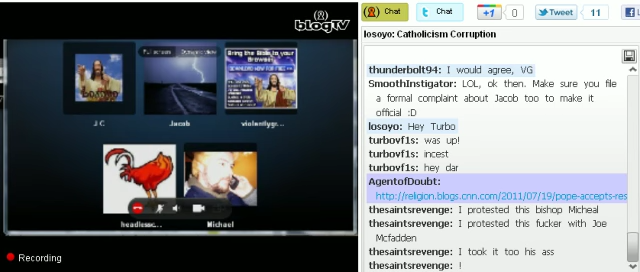 blogTV
Fullscreen
Bring the Bible to your
Browser
J C
Jacob
violentlygr...
headlessc...
Michael
Recording
Chat
t Chat
+1
0
Tweet
11
losoyo: Catholicism Corruption
thunderbolt94: I would agree, VG
SmoothInstigator: LOL, ok then. Make sure you file
a formal complaint about Jacob too to make it
official :D
losoyo: Hey Turbo
turbovf1s: was up!
turbovf1s: incest
turbovf1s: hey dar
AgentofDoubt:
http://religion.blogs.cnn.com/2011/07/19/pope-accepts-res
thesaintsrevenge: I protested this bishop Micheal
thesaintsrevenge: I protested this fucker with Joe
Mcfadden
thesaintsrevenge: I took it too his ass
thesaintsrevenge: !